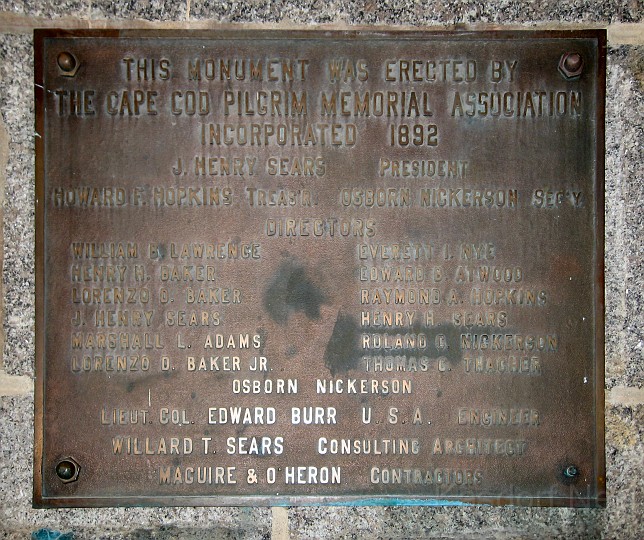 THIS MONUMENT WAS ERECTED BY
THE CAPE COD PILGRIM MEMORIAL ASSOCIATION
INCORPORATED 1892
J. HENRY SEARS PRESIDENT
HOWARD F. HOPKINS TREAS'R. OSBORN NICKERSON SEC'Y.
DIRECTORS
WILLIAM B. LAWRENCE EVERETT I. NYE
HENRY H. BAKER EDWARD B. ATWOOD
LORENZO D. BAKER RAYMOND A. HOPKINS
J. HENRY SEARS HENRY H. SEARS
MARSHALL L. ADAMS ROLAND C. NICKERSON
LORENZO D. BAKER JR. THOMAS C. THACHER
OSBORN NICKERSON
LIEUT. COL. EDWARD BURR U.S.A. ENGINEER
WILLARD T. SEARS CONSULTING ARCHITECT
MAGUIRE & O'HERON CONTRACTORS